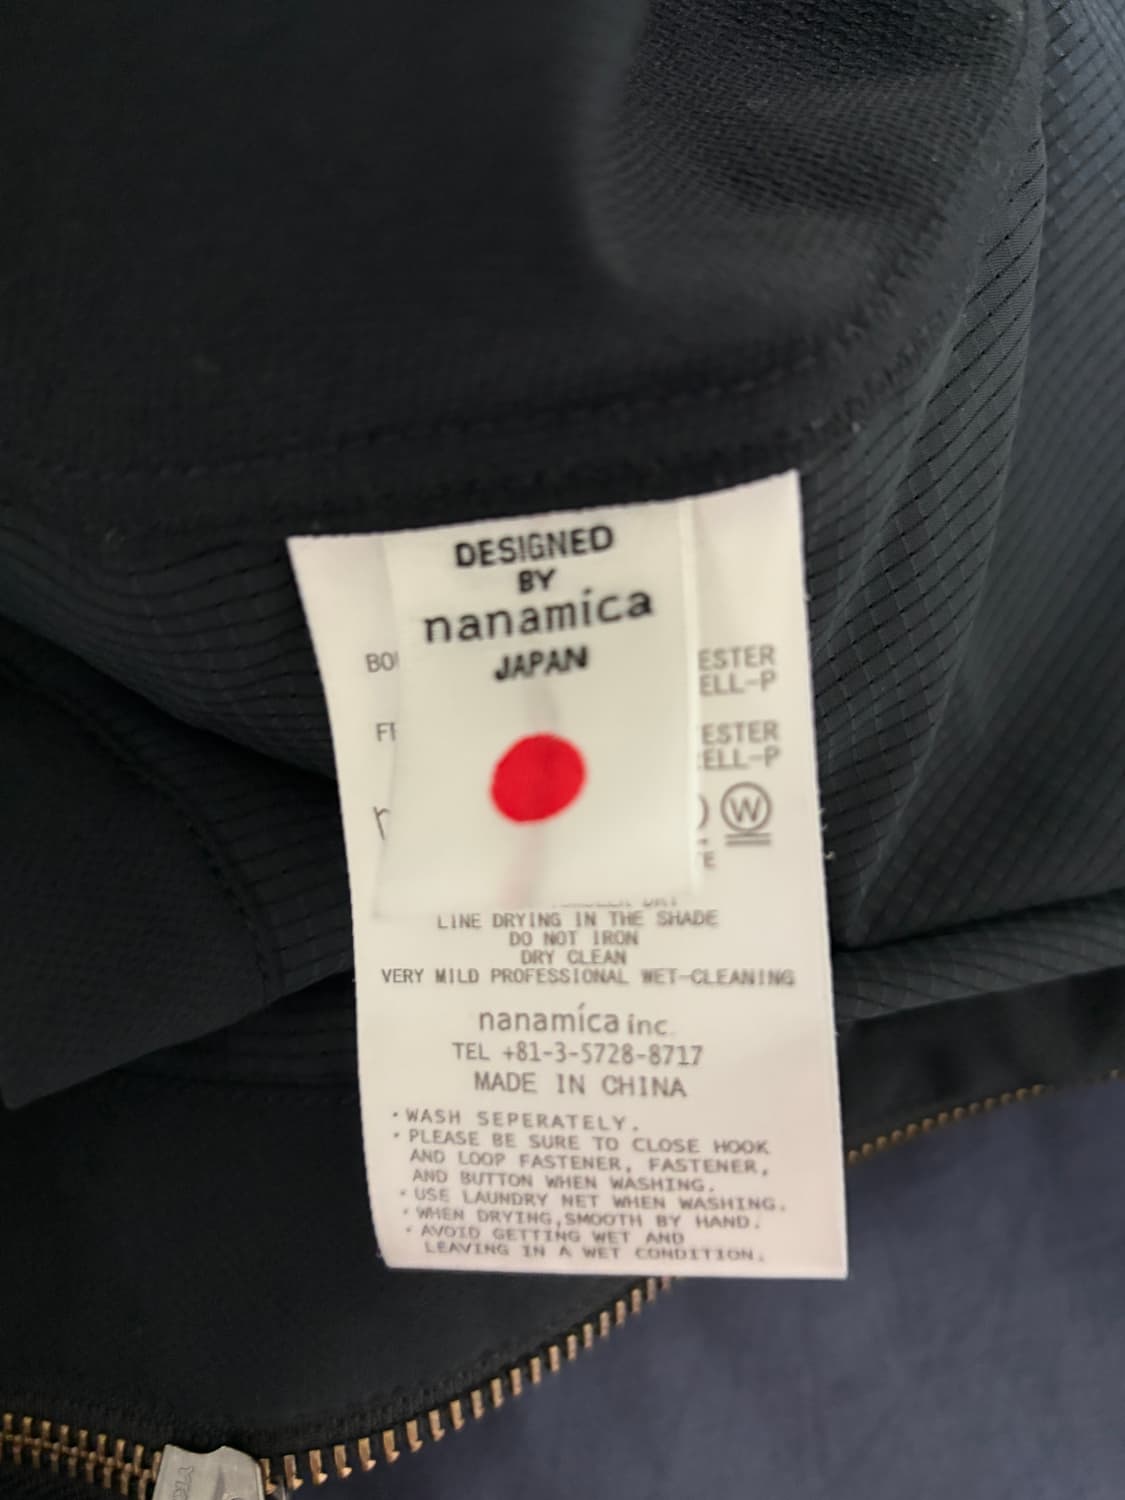 DESIGNED
BY
nanamica
JAPAN
ESTER
ELL-P
ESTER
ELL-P
W
LINE DRYING IN THE SHADE
DO NOT IRON
DRY CLEAN
VERY MILD PROFESSIONAL WET-CLEANING
nanamica inc.
TEL +81-3-5728-8717
MADE IN CHINA
・WASH SEPERATELY.
・PLEASE BE SURE TO CLOSE HOOK
AND LOOP FASTENER, FASTENER,
AND BUTTON WHEN WASHING.
・USE LAUNDRY NET WHEN WASHING.
・WHEN DRYING,SMOOTH BY HAND.
・AVOID GETTING WET AND
LEAVING IN A WET CONDITION.